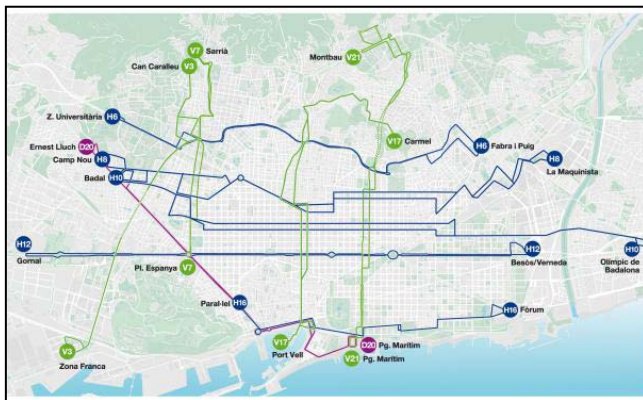 V7 Sarrià
Can Caralleu V3
Montbau V21
Z. Universitària H6
V17 Carmel
H6 Fabra i Puig
Ernest Lluch D20
Camp Nou H8
H8
La Maquinista
Badal H10
H12
Gornal
H12
Besòs/Verneda
H10
Olímpic de
Badalona
Pl. Espanya V7
Paral·lel H16
H16 Fòrum
V3
Zona Franca
V17
Port Vell
D20 Pg. Marítim
V21 Pg. Marítim